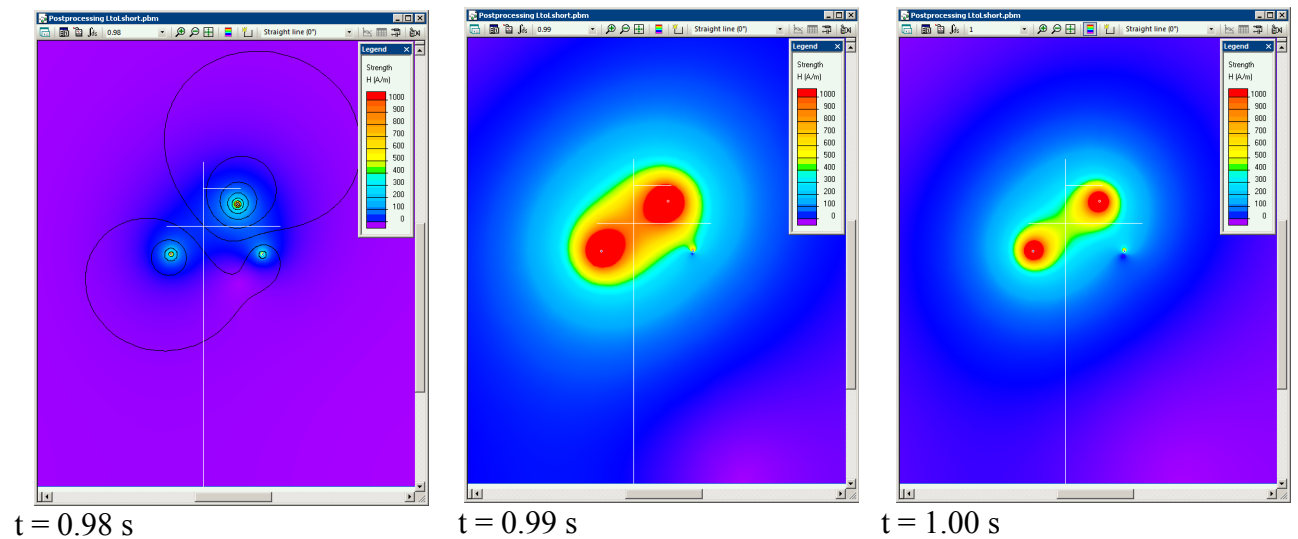 Postprocessing LtoLshort.pbm
0.98
Straight line (0°)
Legend
Strength
H (A/m)
1000
900
800
700
600
500
400
300
200
100
0
t = 0.98 s
Postprocessing LtoLshort.pbm
0.99
Straight line (0°)
Legend
Strength
H (A/m)
1000
900
800
700
600
500
400
300
200
100
0
t = 0.99 s
Postprocessing LtoLshort.pbm
1
Straight line (0°)
Legend
Strength
H (A/m)
1000
900
800
700
600
500
400
300
200
100
0
t = 1.00 s